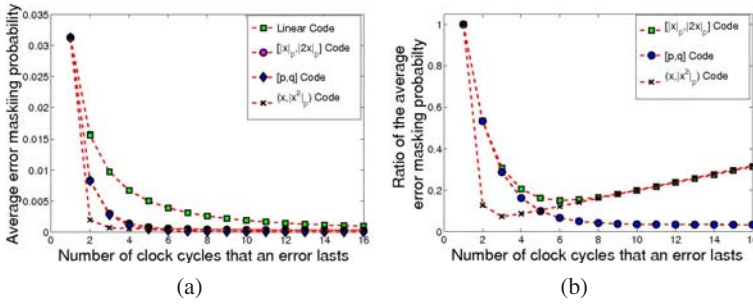 0.035
0.03
0.025
0.02
0.015
0.01
0.005
0
Average error maskiing probability
Linear Code
[|x|p,|2x|p] Code
[p,q] Code
(x,|x²|p) Code
2 4 6 8 10 12 14 16
Number of clock cycles that an error lasts
(a)
1
0.8
0.6
0.4
0.2
0
Ratio of the average
error masking probabilty
[|x|p,|2x|p] Code
[p,q] Code
(x,|x²|p) Code
2 4 6 8 10 12 14 16
Number of clock cycles that an error lasts
(b)